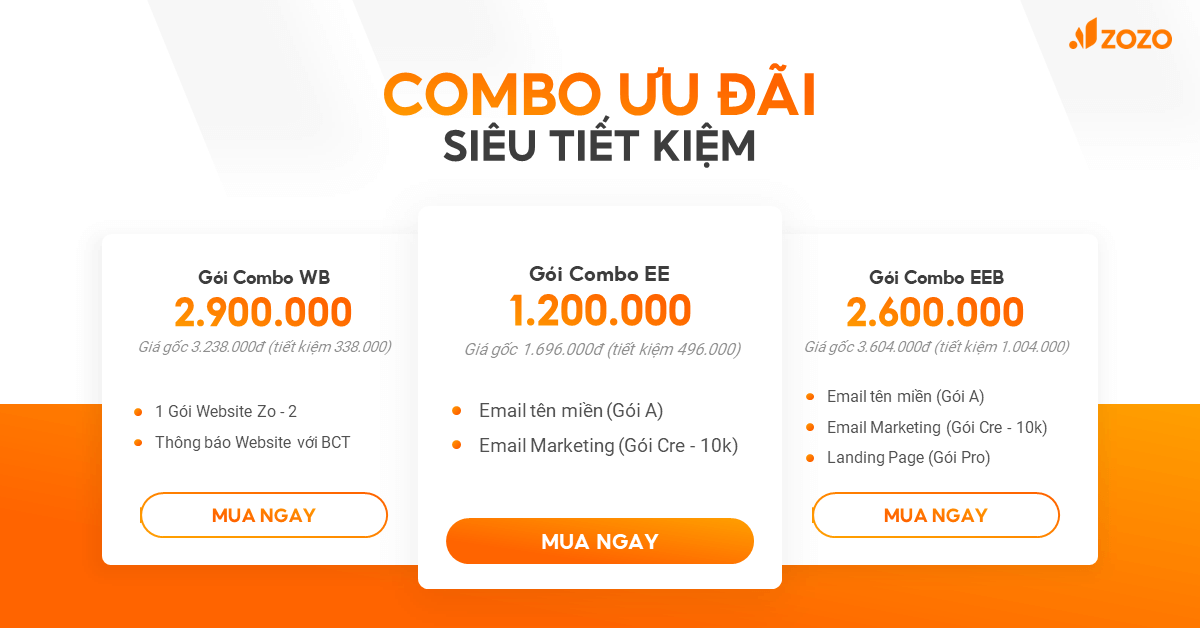 ZOZO
COMBO ƯU ĐÃI
SIÊU TIẾT KIỆM
Gói Combo WB
2.900.000
Giá gốc 3.238.000đ (tiết kiệm 338.000)
1 Gói Website Zo - 2
Thông báo Website với BCT
MUA NGAY
Gói Combo EE
1.200.000
Giá gốc 1.696.000đ (tiết kiệm 496.000)
Email tên miền (Gói A)
Email Marketing (Gói Cre - 10k)
MUA NGAY
Gói Combo EEB
2.600.000
Giá gốc 3.604.000đ (tiết kiệm 1.004.000)
Email tên miền (Gói A)
Email Marketing (Gói Cre - 10k)
Landing Page (Gói Pro)
MUA NGAY